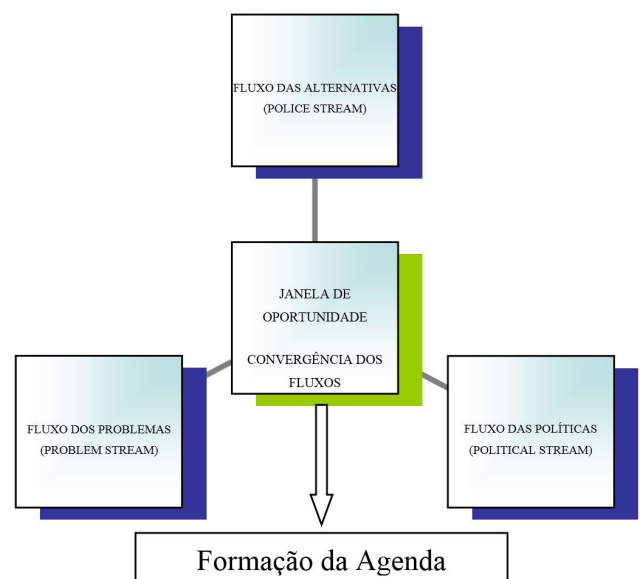 FLUXO DAS ALTERNATIVAS
(POLICE STREAM)
JANELA DE
OPORTUNIDADE
CONVERGÊNCIA DOS
FLUXOS
FLUXO DOS PROBLEMAS
(PROBLEM STREAM)
FLUXO DAS POLÍTICAS
(POLITICAL STREAM)
Formação da Agenda